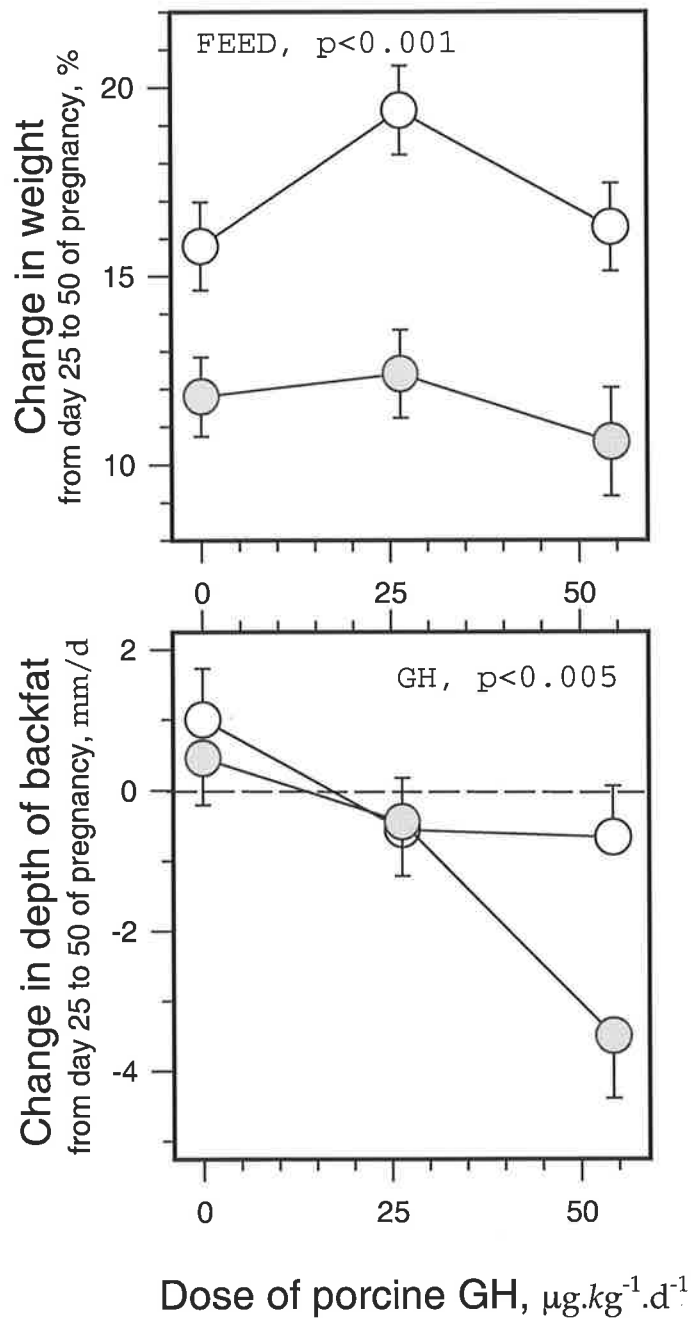 FEED, p<0.001
Change in weight
from day 25 to 50 of pregnancy, %
20
15
10
0
25
50
GH, p<0.005
Change in depth of backfat
from day 25 to 50 of pregnancy, mm/d
2
0
-2
-4
0
25
50
Dose of porcine GH, µg.kg⁻¹.d⁻¹